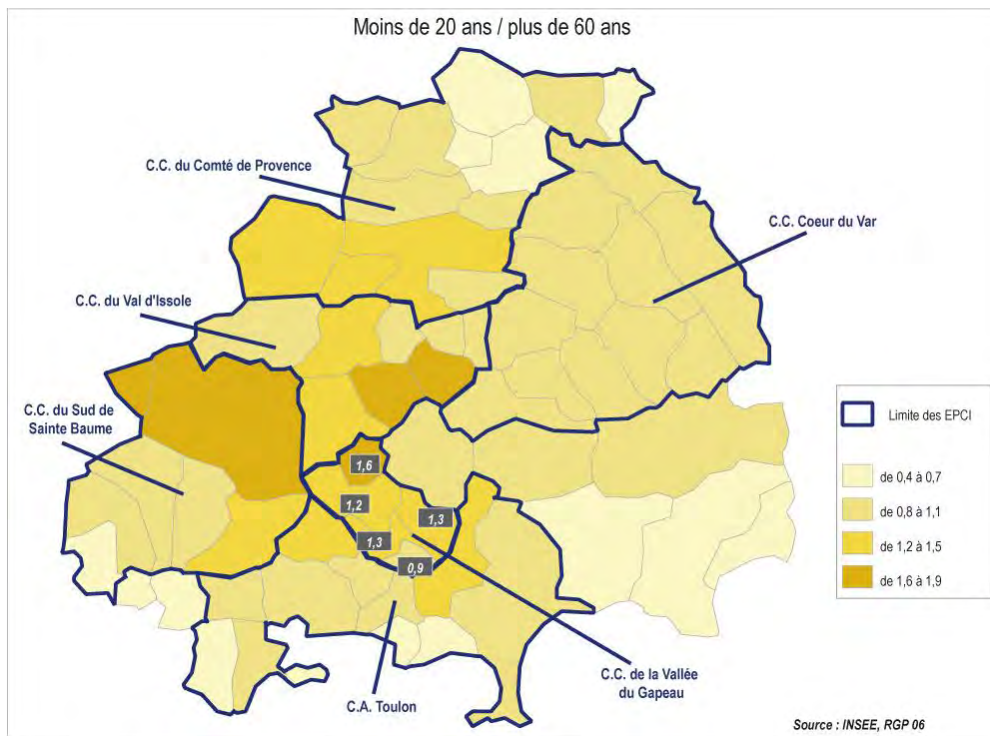 Moins de 20 ans / plus de 60 ans
C.C. du Comté de Provence
C.C. Coeur du Var
C.C. du Val d'Issole
C.C. du Sud de
Sainte Baume
Limite des EPCI
1,6
de 0,4 à 0,7
1,2
1,3
de 0,8 à 1,1
1,3
de 1,2 à 1,5
0,9
de 1,6 à 1,9
C.C. de la Vallée
du Gapeau
C.A. Toulon
Source : INSEE, RGP 06